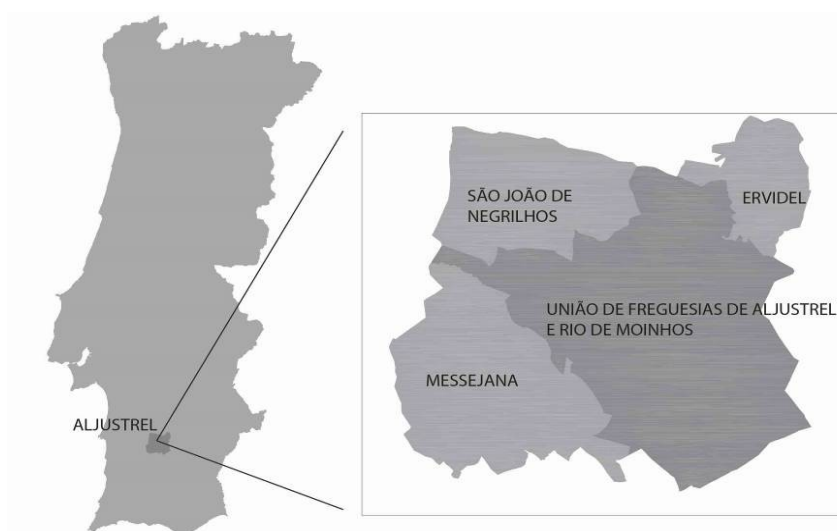 ALJUSTREL
SÃO JOÃO DE
NEGRILHOS
ERVIDEL
UNIÃO DE FREGUESIAS DE ALJUSTREL
E RIO DE MOINHOS
MESSEJANA